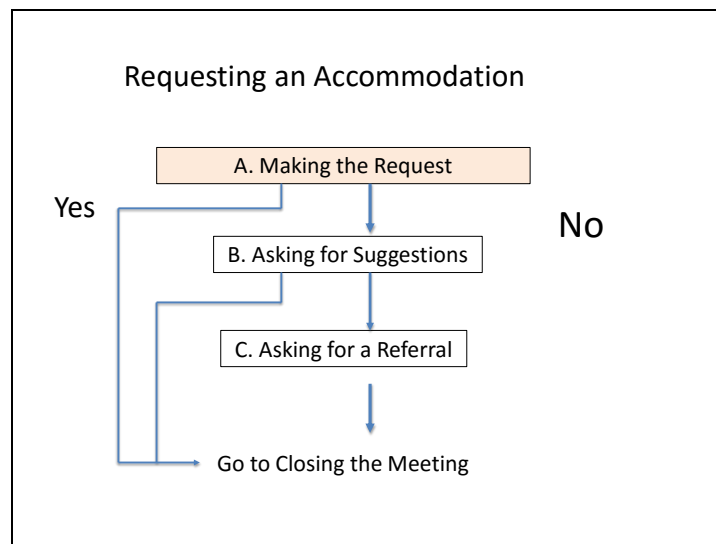 Requesting an Accommodation
A. Making the Request
Yes
No
B. Asking for Suggestions
C. Asking for a Referral
Go to Closing the Meeting